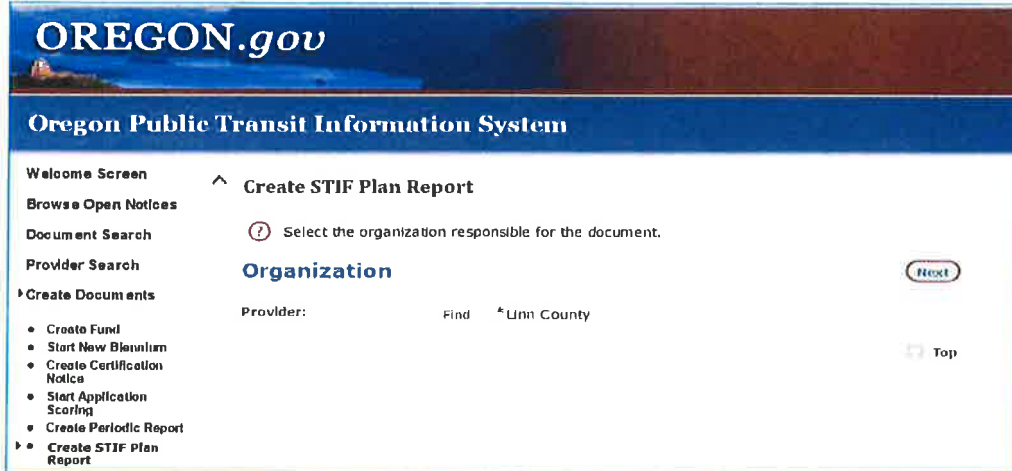 OREGON.gov
Oregon Public Transit Information System
Welcome Screen
Browse Open Notices
Document Search
Provider Search
Create Documents
• Create Fund
• Start New Biennium
• Create Certification
Notice
• Start Application
Scoring
• Create Periodic Report
• Create STIF Plan
Report
Create STIF Plan Report
? Select the organization responsible for the document.
Organization
Next
Provider: Find *Linn County
Top